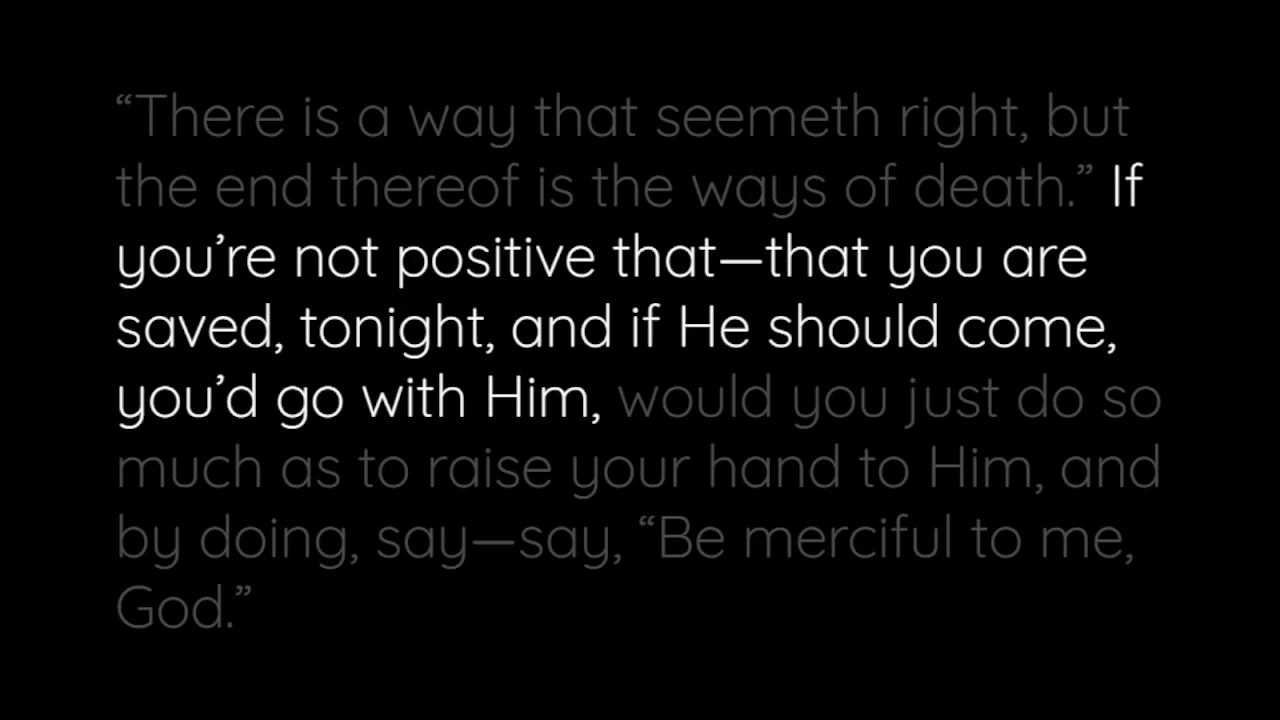 “There is a way that seemeth right, but
the end thereof is the ways of death.” If
you’re not positive that—that you are
saved, tonight, and if He should come,
you’d go with Him, would you just do so
much as to raise your hand to Him, and
by doing, say—say, “Be merciful to me,
God.”